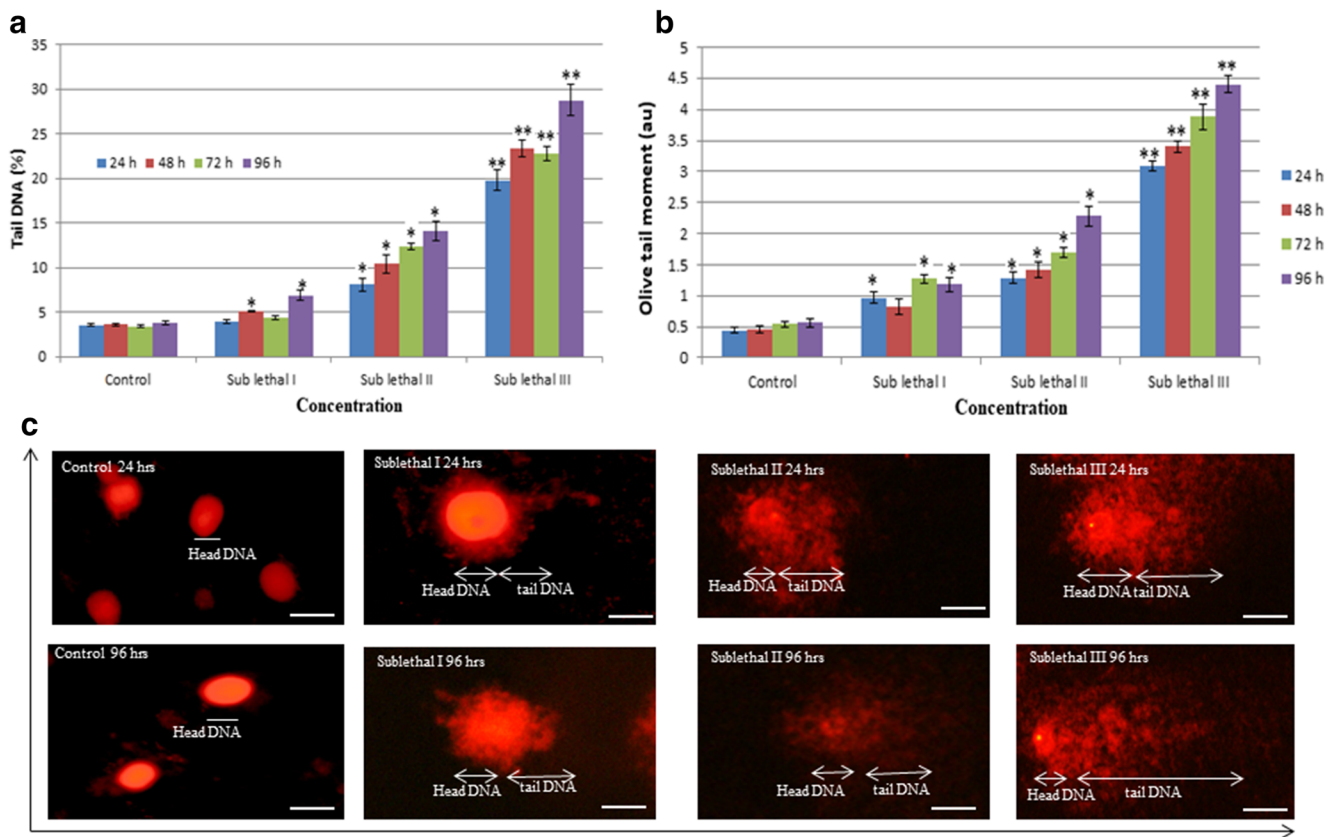 a
35
30
25
20
15
10
5
0
Tail DNA (%)
24 h 48 h 72 h 96 h
* * * * * * ** ** ** **
Control Sub lethal I Sub lethal II Sub lethal III
Concentration
b
5
4.5
4
3.5
3
2.5
2
1.5
1
0.5
0
Olive tail moment (au)
* * * * * * * ** ** ** **
Control Sub lethal I Sub lethal II Sub lethal III
Concentration
24 h
48 h
72 h
96 h
c
Control 24 hrs
Head DNA
Sublethal I 24 hrs
Head DNA tail DNA
Sublethal II 24 hrs
Head DNA tail DNA
Sublethal III 24 hrs
Head DNA tail DNA
Control 96 hrs
Head DNA
Sublethal I 96 hrs
Head DNA tail DNA
Sublethal II 96 hrs
Head DNA tail DNA
Sublethal III 96 hrs
Head DNA tail DNA